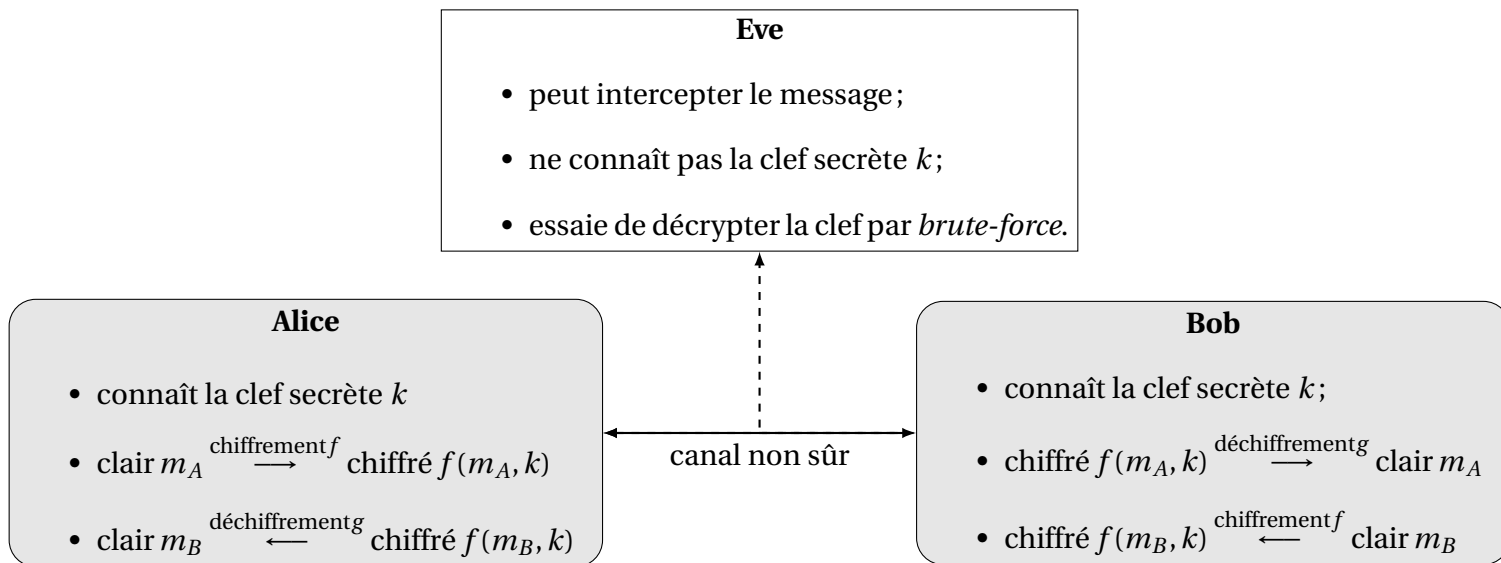 Eve
• peut intercepter le message;
• ne connaît pas la clef secrète k;
• essaie de décrypter la clef par brute-force.
Alice
• connaît la clef secrète k
• clair m_A chiffrement f ⟶ chiffré f(m_A, k)
• clair m_B déchiffrement g ⟵ chiffré f(m_B, k)
canal non sûr
Bob
• connaît la clef secrète k;
• chiffré f(m_A, k) déchiffrement g ⟶ clair m_A
• chiffré f(m_B, k) chiffrement f ⟵ clair m_B